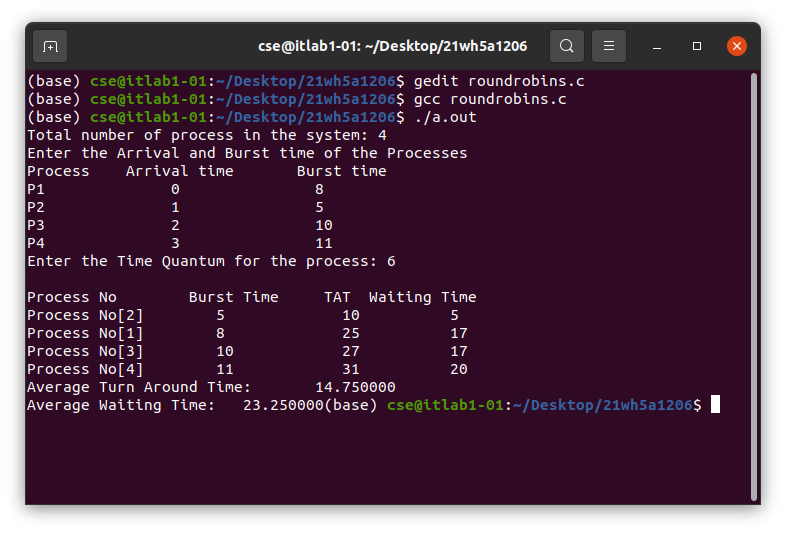 cse@itlab1-01: ~/Desktop/21wh5a1206
(base) cse@itlab1-01:~/Desktop/21wh5a1206$ gedit roundrobins.c
(base) cse@itlab1-01:~/Desktop/21wh5a1206$ gcc roundrobins.c
(base) cse@itlab1-01:~/Desktop/21wh5a1206$ ./a.out
Total number of process in the system: 4
Enter the Arrival and Burst time of the Processes
Process    Arrival time       Burst time
P1              0               8
P2              1               5
P3              2               10
P4              3               11
Enter the Time Quantum for the process: 6
Process No        Burst Time     TAT  Waiting Time
Process No[2]        5             10          5
Process No[1]        8             25          17
Process No[3]        10            27          17
Process No[4]        11            31          20
Average Turn Around Time:       14.750000
Average Waiting Time:   23.250000(base) cse@itlab1-01:~/Desktop/21wh5a1206$